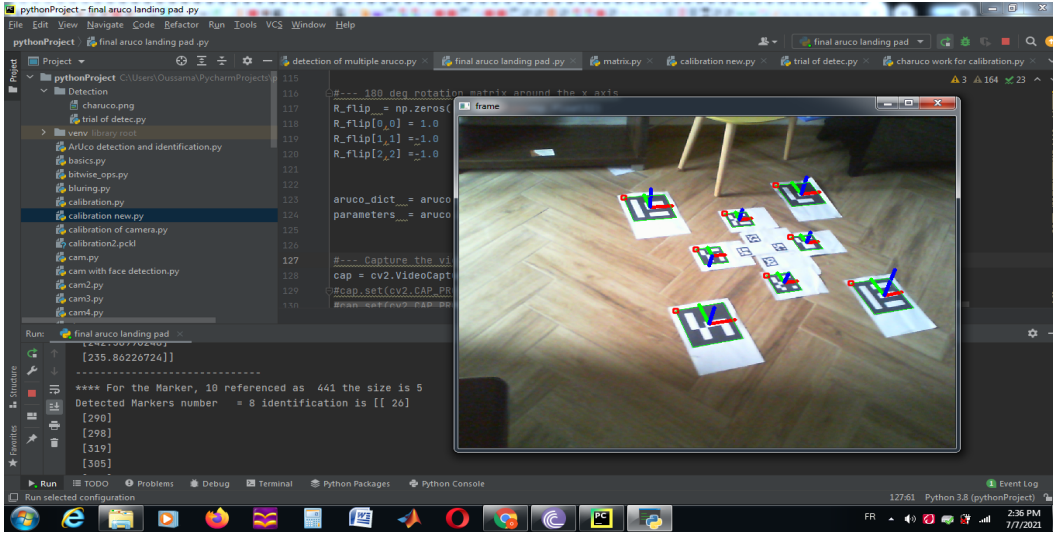 pythonProject – final aruco landing pad .py
File Edit View Navigate Code Refactor Run Tools VCS Window Help
pythonProject final aruco landing pad .py
final aruco landing pad
Project
detection of multiple aruco.py
final aruco landing pad .py
matrix.py
calibration new.py
trial of detec.py
charuco work for calibration.py
3 164 23
pythonProject C:\Users\Oussama\PycharmProjects\p
Detection
charuco.png
trial of detec.py
venv library root
ArUco detection and identification.py
basics.py
bitwise_ops.py
bluring.py
calibration.py
calibration new.py
calibration of camera.py
calibration2.pckl
cam.py
cam with face detection.py
cam2.py
cam3.py
cam4.py
115
116 #--- 180 deg rotation matrix around the x axis
117 R_flip = np.zeros(
118 R_flip[0,0] = 1.0
119 R_flip[1,1] =-1.0
120 R_flip[2,2] =-1.0
121
122
123 aruco_dict = aruco
124 parameters = aruco
125
126
127 #--- Capture the vi
128 cap = cv2.VideoCapt
129 #cap.set(cv2.CAP_PR
130 #cap.set(cv2.CAP_PR
frame
Run: final aruco landing pad
[235.86226724]]
------------------------------
**** For the Marker, 10 referenced as 441 the size is 5
Detected Markers number = 8 identification is [[ 26]
[290]
[298]
[319]
[305]
Structure
Favorites
Run TODO Problems Debug Terminal Python Packages Python Console
1 Event Log
Run selected configuration
127:61 Python 3.8 (pythonProject)
FR
2:36 PM
7/7/2021